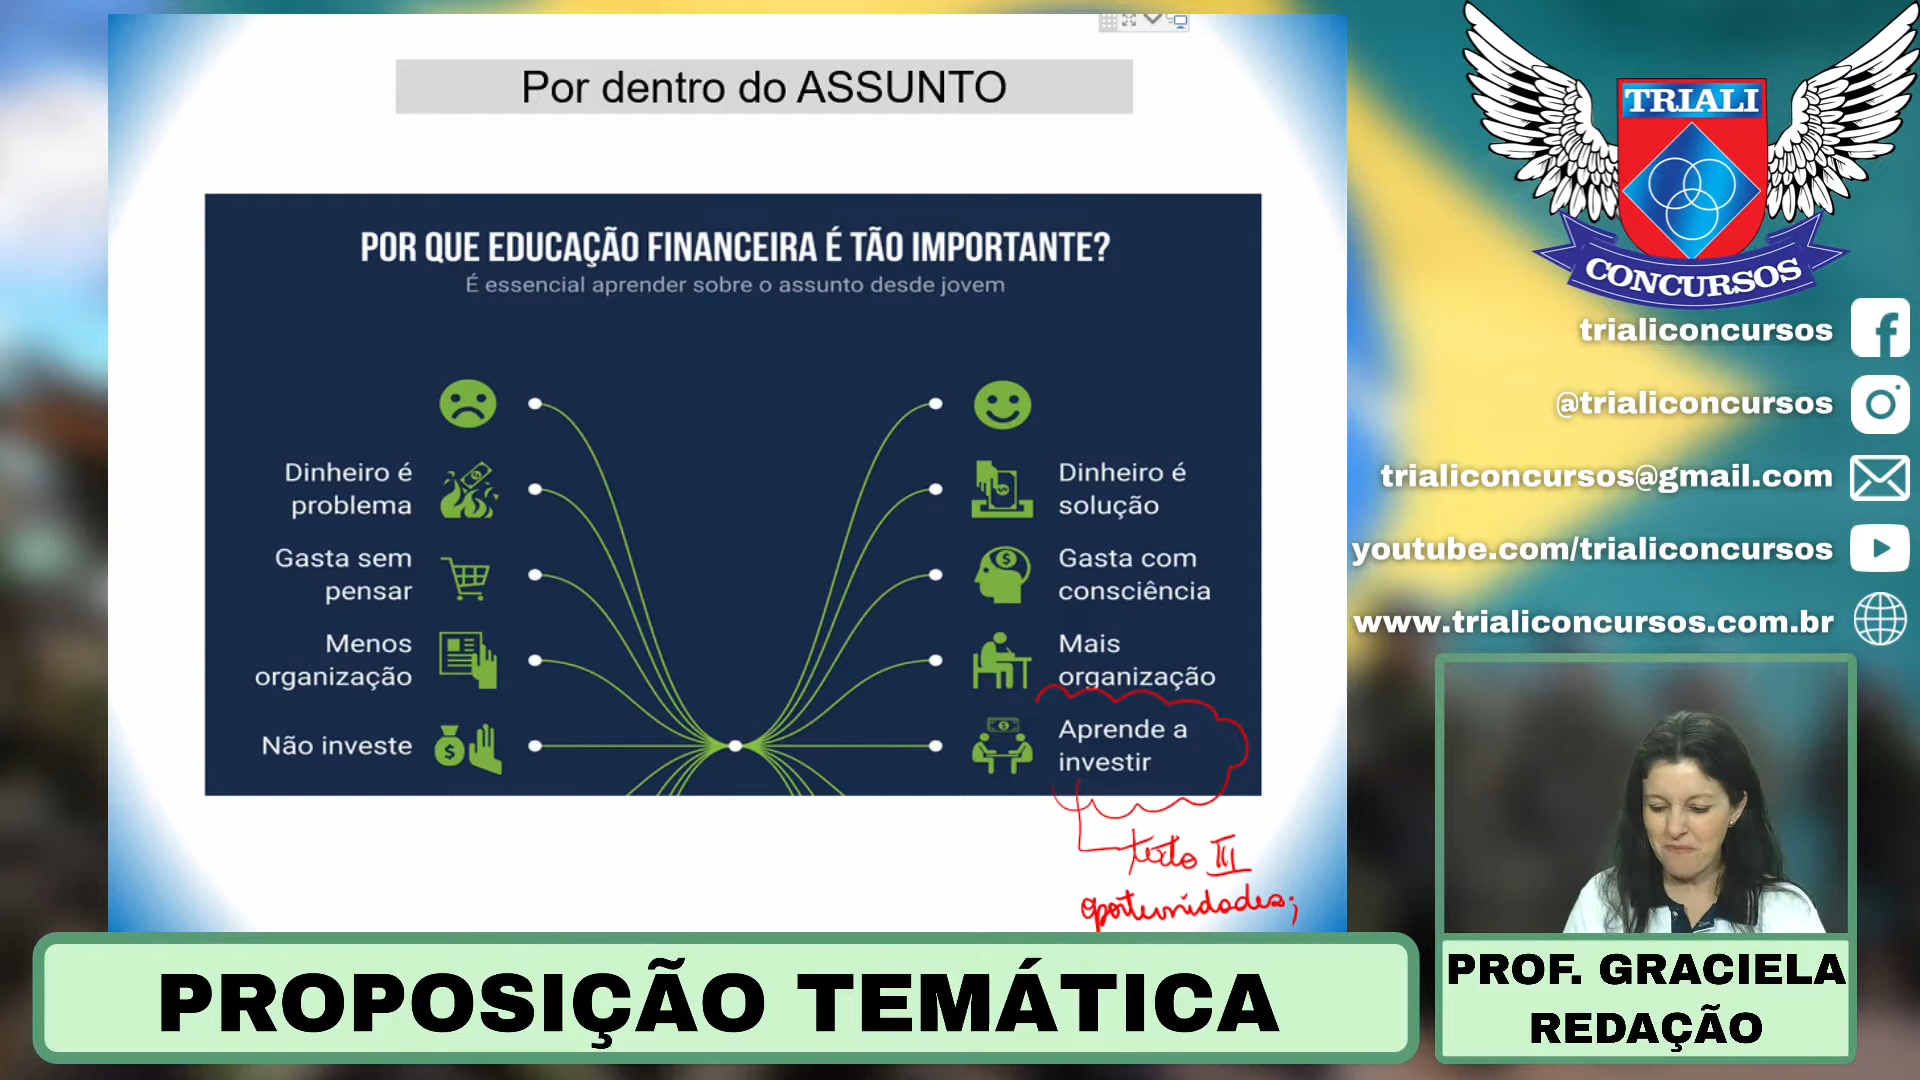 Por dentro do ASSUNTO
POR QUE EDUCAÇÃO FINANCEIRA É TÃO IMPORTANTE?
É essencial aprender sobre o assunto desde jovem
Dinheiro é
problema
Gasta sem
pensar
Menos
organização
Não investe
Dinheiro é
solução
Gasta com
consciência
Mais
organização
Aprende a
investir
texto III
oportunidades;
TRIALI
CONCURSOS
trialiconcursos
@trialiconcursos
trialiconcursos@gmail.com
youtube.com/trialiconcursos
www.trialiconcursos.com.br
PROPOSIÇÃO TEMÁTICA
PROF. GRACIELA
REDAÇÃO